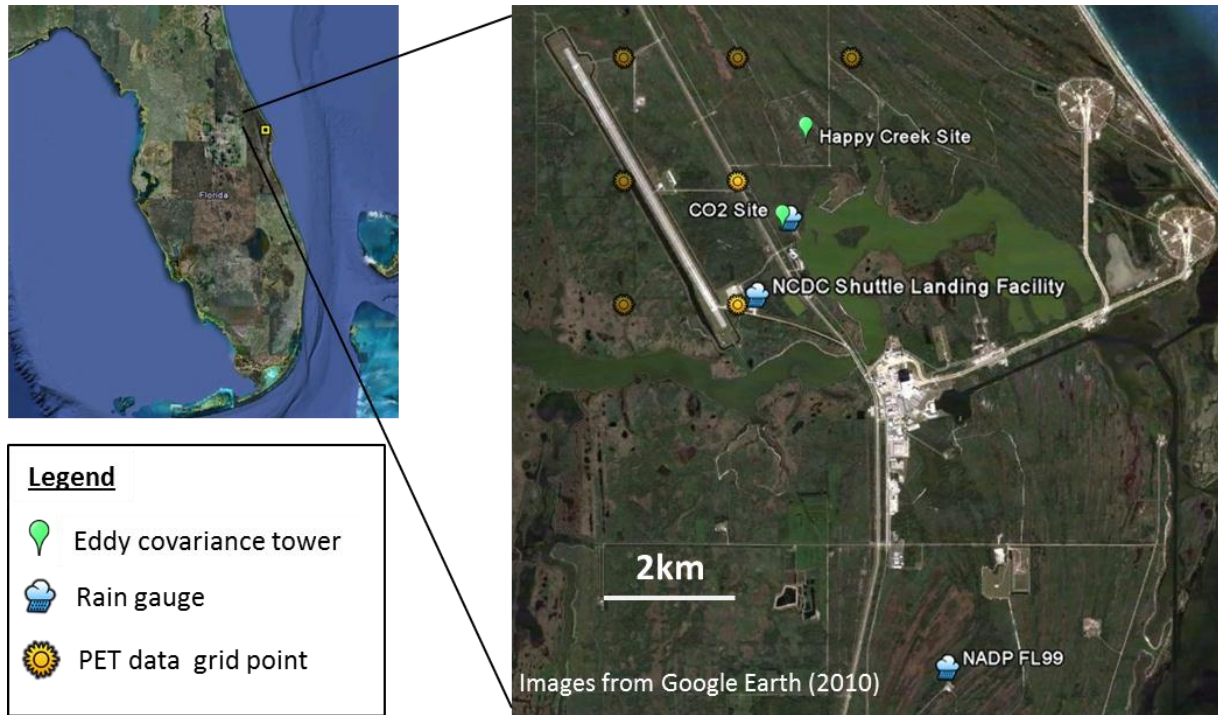 Florida
Legend
Eddy covariance tower
Rain gauge
PET data grid point
Happy Creek Site
CO2 Site
NCDC Shuttle Landing Facility
2km
NADP FL99
Images from Google Earth (2010)